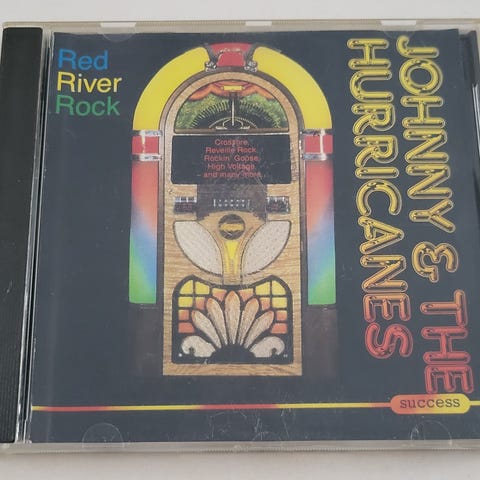 Red
River
Rock
Crossfire,
Reveille Rock,
Rockin' Goose,
High Voltage
- and many more
JOHNNY & THE
HURRICANES
success